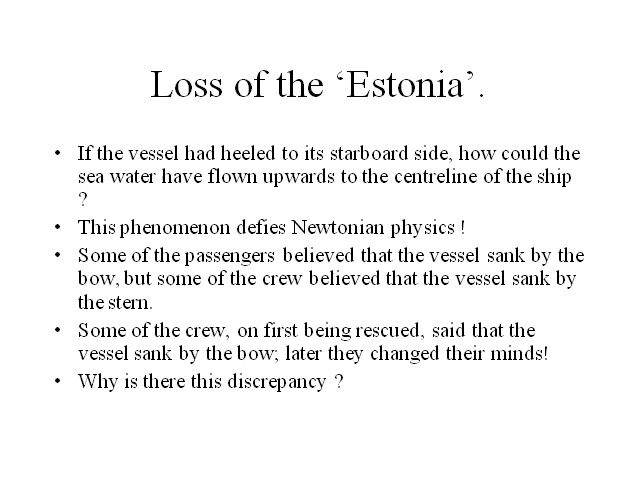 Loss of the ‘Estonia’.
• If the vessel had heeled to its starboard side, how could the
sea water have flown upwards to the centreline of the ship
?
• This phenomenon defies Newtonian physics !
• Some of the passengers believed that the vessel sank by the
bow, but some of the crew believed that the vessel sank by
the stern.
• Some of the crew, on first being rescued, said that the
vessel sank by the bow; later they changed their minds!
• Why is there this discrepancy ?